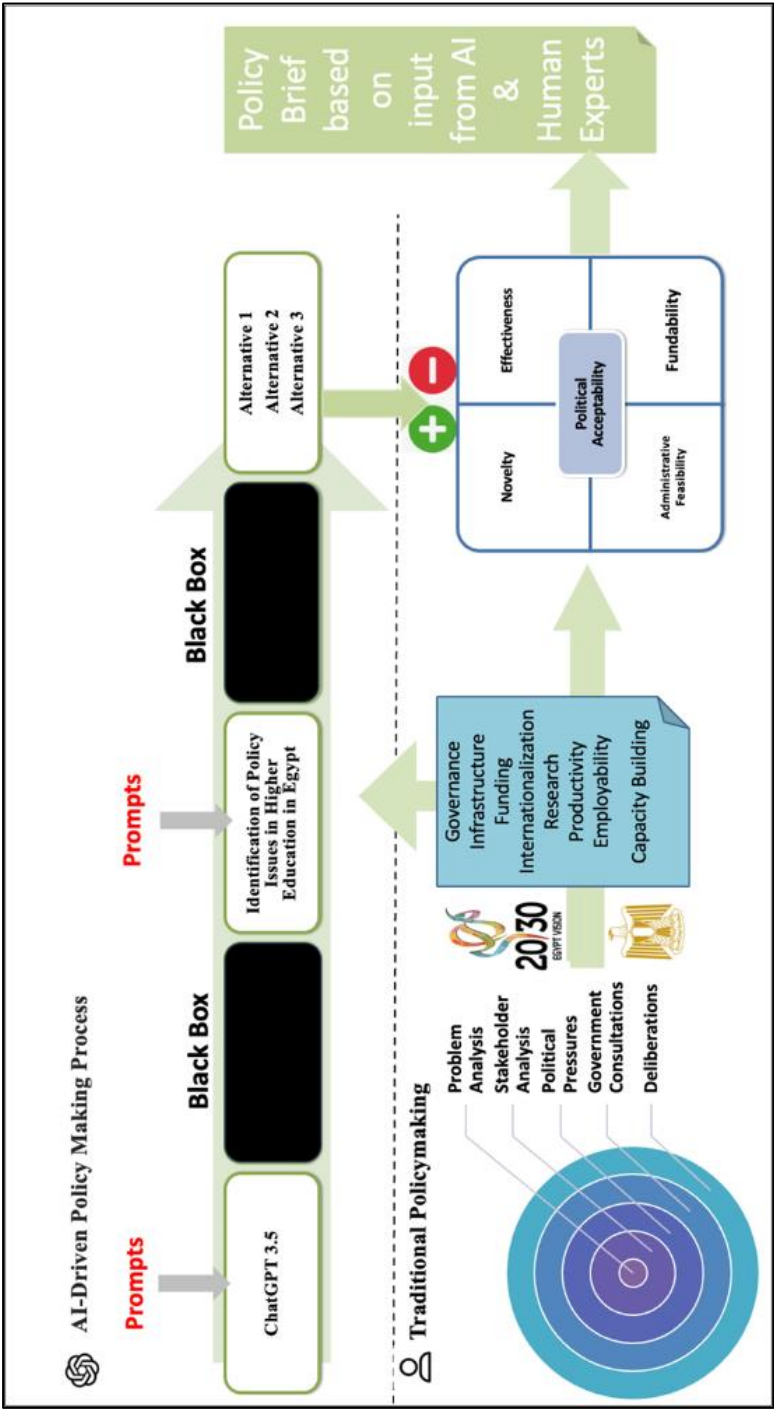 AI-Driven Policy Making Process
Prompts
Prompts
ChatGPT 3.5
Black Box
Identification of Policy
Issues in Higher
Education in Egypt
Black Box
Alternative 1
Alternative 2
Alternative 3
Policy
Brief
based
on
input
from AI
&
Human
Experts
Traditional Policymaking
Problem
Analysis
Stakeholder
Analysis
Political
Pressures
Government
Consultations
Deliberations
20/30
EGYPT VISION
Governance
Infrastructure
Funding
Internationalization
Research
Productivity
Employability
Capacity Building
Novelty
Effectiveness
Political
Acceptability
Administrative
Feasibility
Fundability